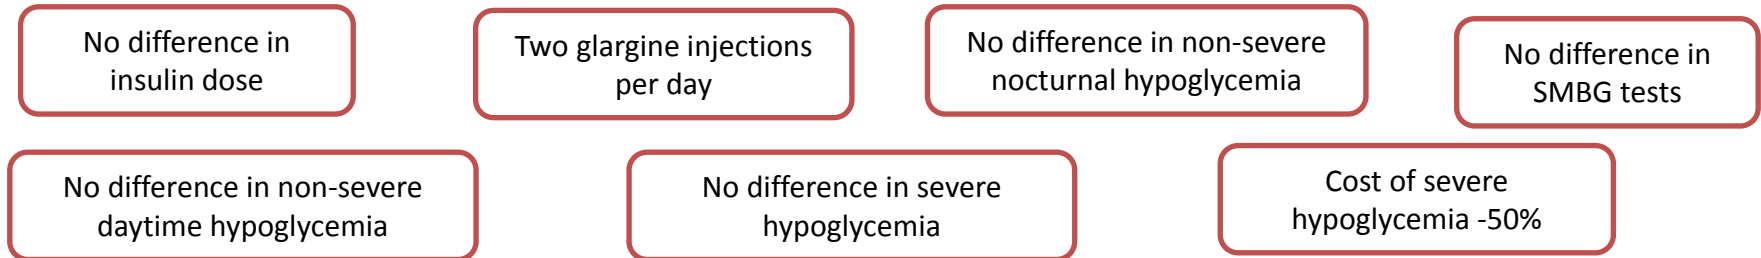 No difference in
insulin dose
Two glargine injections
per day
No difference in non-severe
nocturnal hypoglycemia
No difference in
SMBG tests
No difference in non-severe
daytime hypoglycemia
No difference in severe
hypoglycemia
Cost of severe
hypoglycemia -50%